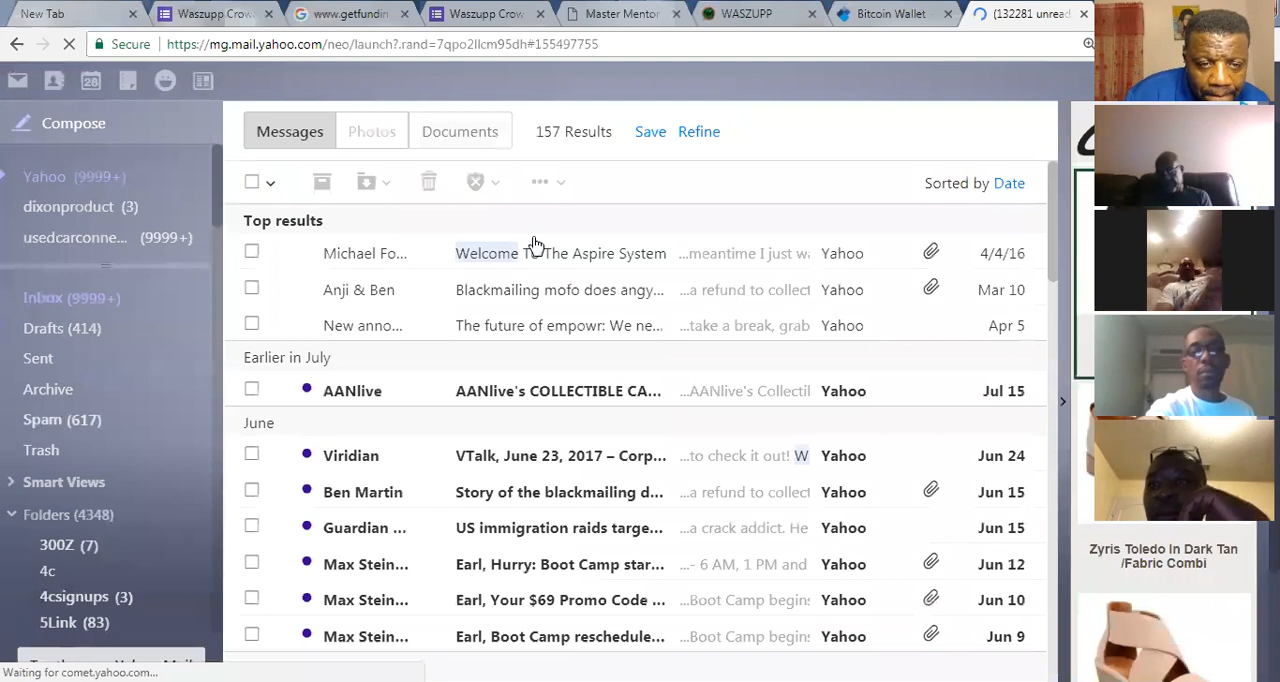 New Tab
Waszupp Crow
www.getfundin
Waszupp Crow
Master Mentor
WASZUPP
Bitcoin Wallet
(132281 unread
Secure
https://mg.mail.yahoo.com/neo/launch?.rand=7qpo2llcm95dh#155497755
28
Compose
Yahoo (9999+)
dixonproduct (3)
usedcarconne... (9999+)
Inbox (9999+)
Drafts (414)
Sent
Archive
Spam (617)
Trash
Smart Views
Folders (4348)
300Z (7)
4c
4csignups (3)
5Link (83)
Waiting for comet.yahoo.com...
Messages Photos Documents 157 Results Save Refine
Sorted by Date
Top results
Michael Fo... Welcome To The Aspire System ...meantime I just wa Yahoo 4/4/16
Anji & Ben Blackmailing mofo does angy... ...a refund to collect Yahoo Mar 10
New anno... The future of empowr: We ne... ...take a break, grab Yahoo Apr 5
Earlier in July
AANlive AANlive's COLLECTIBLE CA... ...AANlive's Collectil Yahoo Jul 15
June
Viridian VTalk, June 23, 2017 – Corp... ...to check it out! W Yahoo Jun 24
Ben Martin Story of the blackmailing d... ...a refund to collect Yahoo Jun 15
Guardian ... US immigration raids targe... ...a crack addict. He Yahoo Jun 15
Max Stein... Earl, Hurry: Boot Camp star... ...- 6 AM, 1 PM and Yahoo Jun 12
Max Stein... Earl, Your $69 Promo Code ... ...Boot Camp begins Yahoo Jun 10
Max Stein... Earl, Boot Camp reschedule... ...Boot Camp begins Yahoo Jun 9
Zyris Toledo In Dark Tan
/Fabric Combi